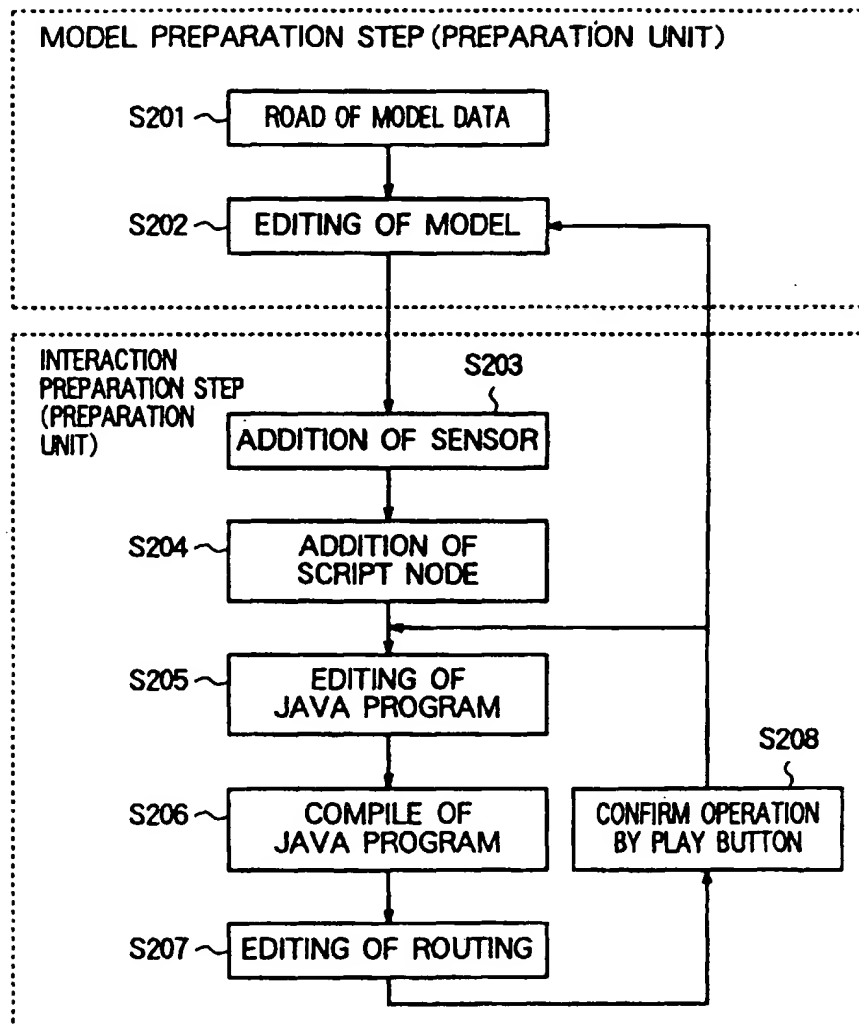 MODEL PREPARATION STEP (PREPARATION UNIT)
S201
ROAD OF MODEL DATA
S202
EDITING OF MODEL
INTERACTION
PREPARATION STEP
(PREPARATION
UNIT)
S203
ADDITION OF SENSOR
S204
ADDITION OF
SCRIPT NODE
S205
EDITING OF
JAVA PROGRAM
S206
COMPILE OF
JAVA PROGRAM
S208
CONFIRM OPERATION
BY PLAY BUTTON
S207
EDITING OF ROUTING